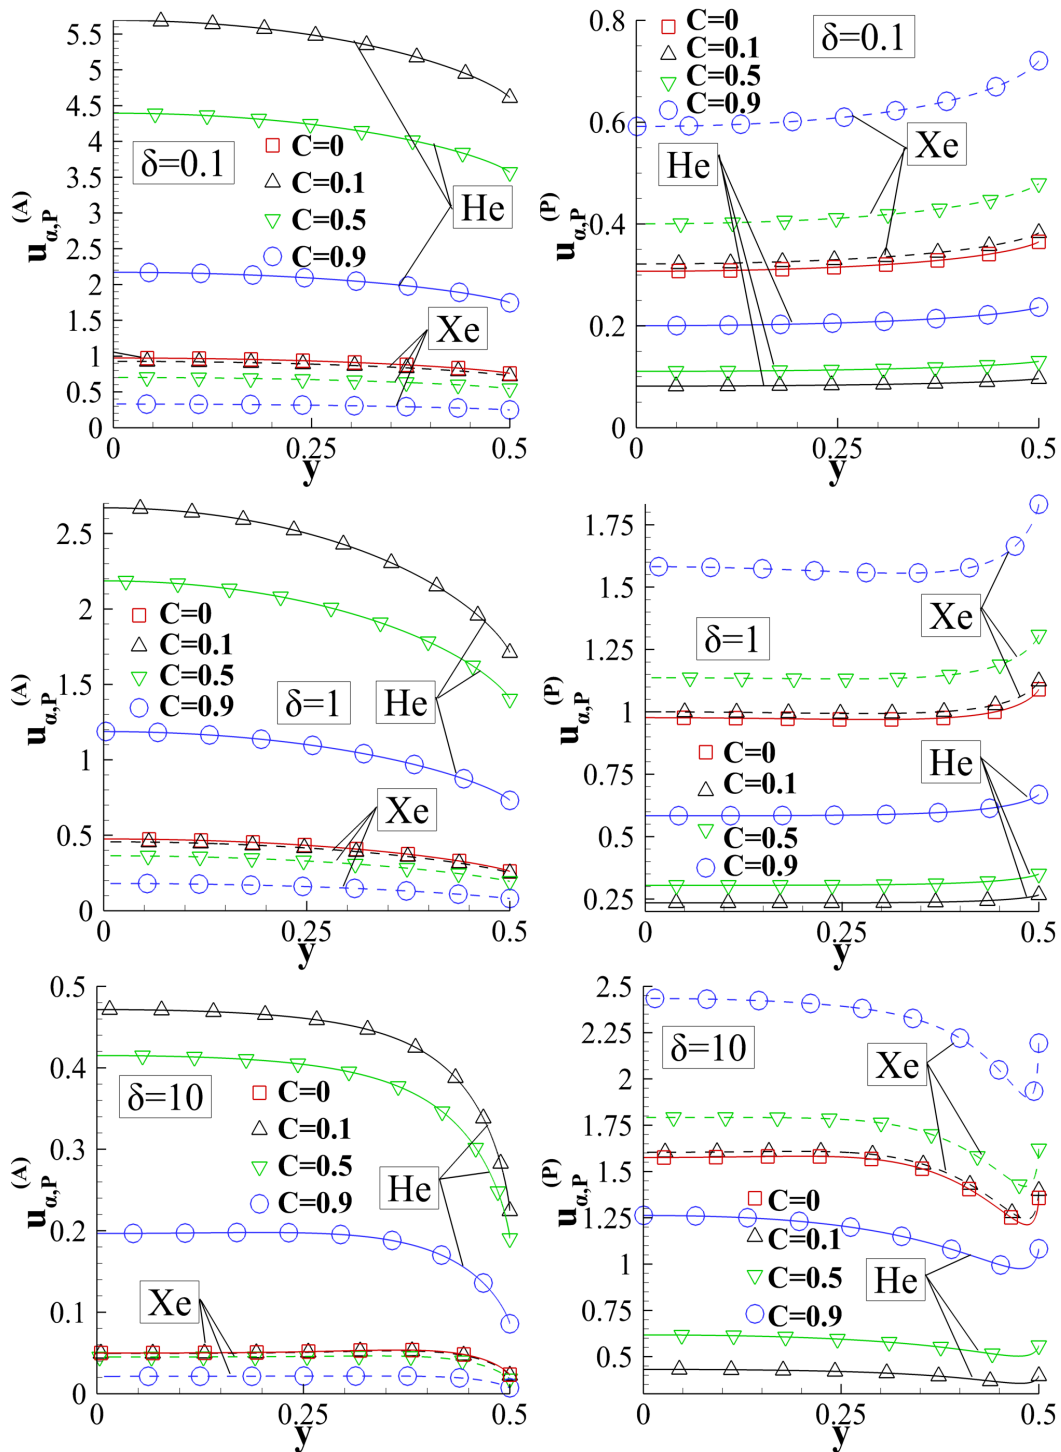 u_{α,P}^{(A)}
5.5
5
4.5
4
3.5
3
2.5
2
1.5
1
0.5
0
0.25
0.5
y
δ=0.1
C=0
C=0.1
C=0.5
C=0.9
He
Xe
u_{α,P}^{(P)}
0.8
0.6
0.4
0.2
0
0
0.25
0.5
y
C=0
C=0.1
C=0.5
C=0.9
δ=0.1
He
Xe
u_{α,P}^{(A)}
2.5
2
1.5
1
0.5
0
0
0.25
0.5
y
C=0
C=0.1
C=0.5
C=0.9
δ=1
He
Xe
u_{α,P}^{(P)}
1.75
1.5
1.25
1
0.75
0.5
0.25
0
0.25
0.5
y
δ=1
Xe
C=0
C=0.1
C=0.5
C=0.9
He
u_{α,P}^{(A)}
0.5
0.4
0.3
0.2
0.1
0
0
0.25
0.5
y
δ=10
C=0
C=0.1
C=0.5
C=0.9
He
Xe
u_{α,P}^{(P)}
2.5
2.25
2
1.75
1.5
1.25
1
0.75
0.5
0
0.25
0.5
y
δ=10
Xe
C=0
C=0.1
C=0.5
C=0.9
He